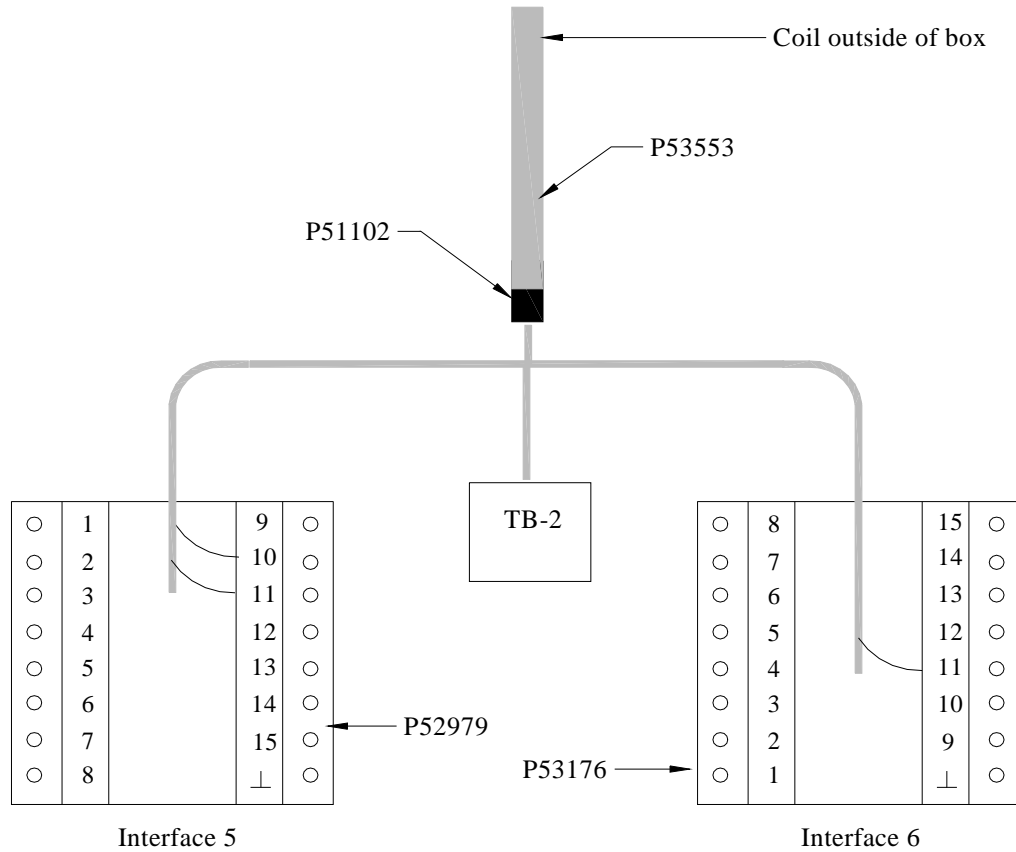 Coil outside of box
P53553
P51102
TB-2
1 9
2 10
3 11
4 12
5 13
6 14
7 15
8 ⊥
P52979
Interface 5
8 15
7 14
6 13
5 12
4 11
3 10
2 9
1 ⊥
P53176
Interface 6